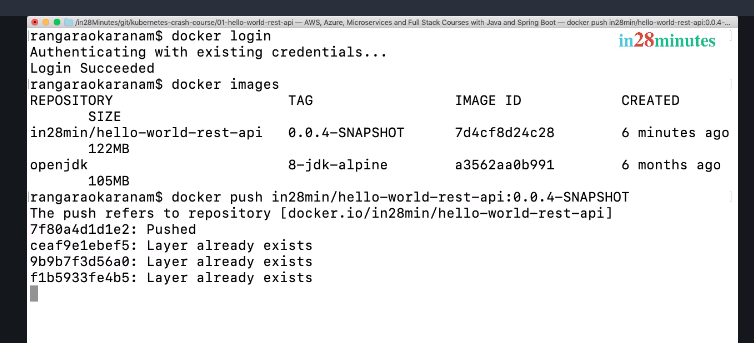 /in28Minutes/git/kubernetes-crash-course/01-hello-world-rest-api — AWS, Azure, Microservices and Full Stack Courses with Java and Spring Boot — docker push in28min/hello-world-rest-api:0.0.4-...
in28minutes
rangaraokaranam$ docker login
Authenticating with existing credentials...
Login Succeeded
rangaraokaranam$ docker images
REPOSITORY TAG IMAGE ID CREATED
SIZE
in28min/hello-world-rest-api 0.0.4-SNAPSHOT 7d4cf8d24c28 6 minutes ago
122MB
openjdk 8-jdk-alpine a3562aa0b991 6 months ago
105MB
rangaraokaranam$ docker push in28min/hello-world-rest-api:0.0.4-SNAPSHOT
The push refers to repository [docker.io/in28min/hello-world-rest-api]
7f80a4d1d1e2: Pushed
ceaf9e1ebef5: Layer already exists
9b9b7f3d56a0: Layer already exists
f1b5933fe4b5: Layer already exists